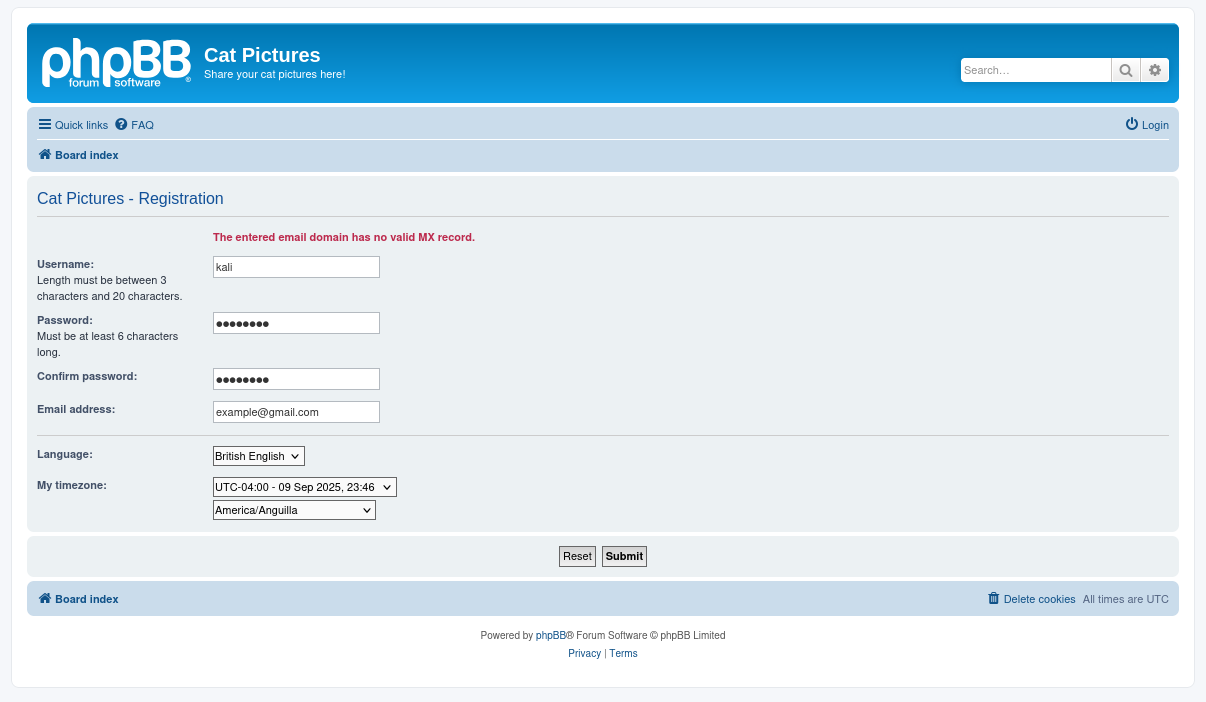 phpBB
forum software
®
Cat Pictures
Share your cat pictures here!
Search…
Quick links FAQ Login
Board index
Cat Pictures - Registration
The entered email domain has no valid MX record.
Username: kali
Length must be between 3
characters and 20 characters.
Password: ●●●●●●●●
Must be at least 6 characters
long.
Confirm password: ●●●●●●●●
Email address: example@gmail.com
Language: British English
My timezone: UTC-04:00 - 09 Sep 2025, 23:46
America/Anguilla
Reset Submit
Board index Delete cookies All times are UTC
Powered by phpBB® Forum Software © phpBB Limited
Privacy | Terms